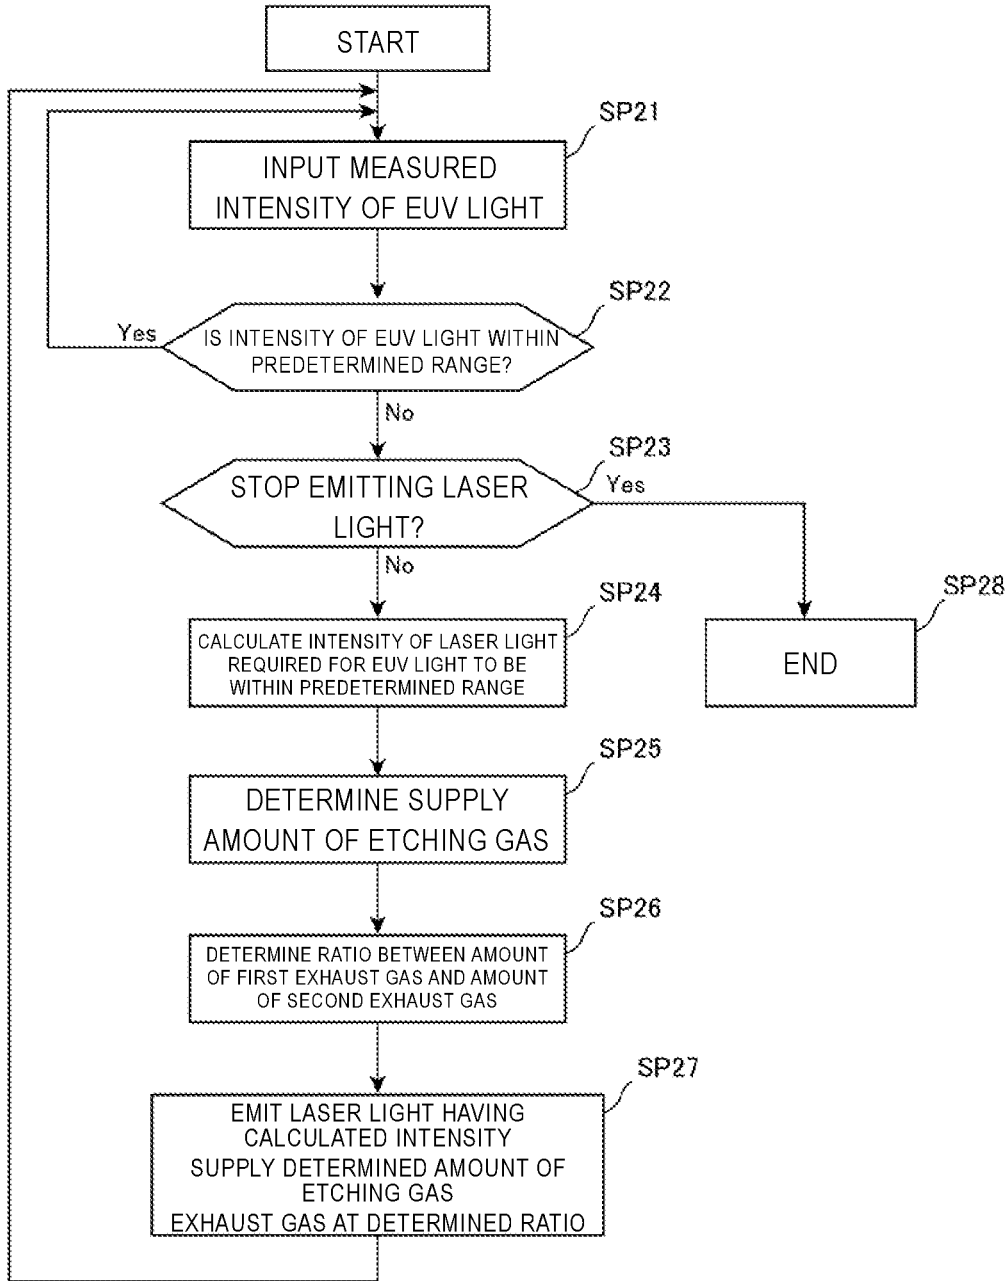 START
SP21
INPUT MEASURED
INTENSITY OF EUV LIGHT
SP22
Yes
IS INTENSITY OF EUV LIGHT WITHIN
PREDETERMINED RANGE?
No
SP23
STOP EMITTING LASER
LIGHT?
Yes
No
SP24
CALCULATE INTENSITY OF LASER LIGHT
REQUIRED FOR EUV LIGHT TO BE
WITHIN PREDETERMINED RANGE
SP28
END
SP25
DETERMINE SUPPLY
AMOUNT OF ETCHING GAS
SP26
DETERMINE RATIO BETWEEN AMOUNT
OF FIRST EXHAUST GAS AND AMOUNT
OF SECOND EXHAUST GAS
SP27
EMIT LASER LIGHT HAVING
CALCULATED INTENSITY
SUPPLY DETERMINED AMOUNT OF
ETCHING GAS
EXHAUST GAS AT DETERMINED RATIO